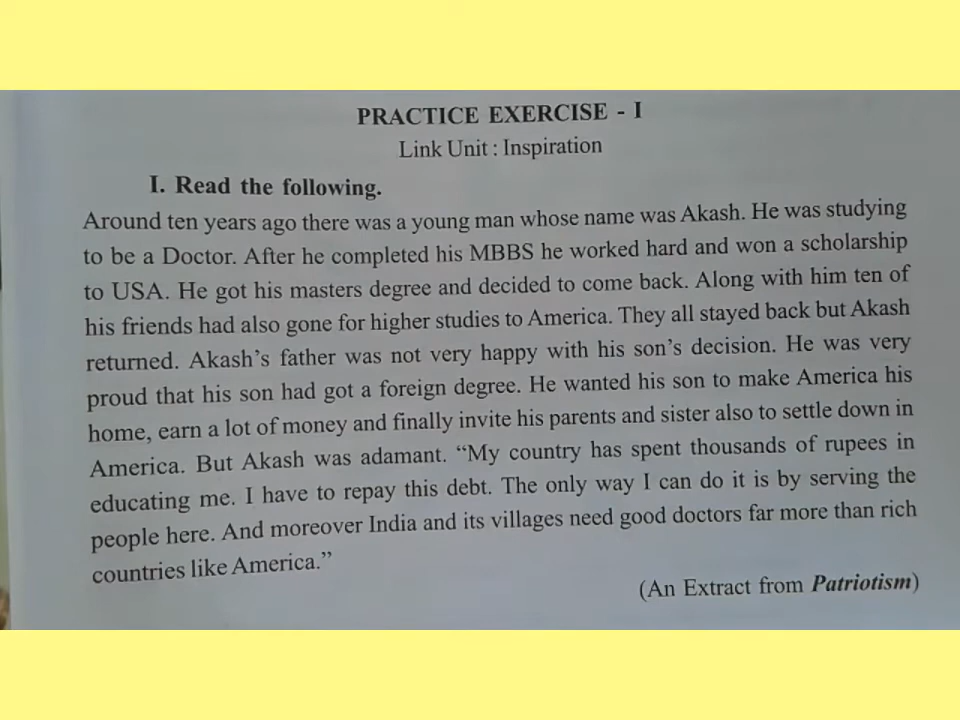 PRACTICE EXERCISE - I
Link Unit : Inspiration
I. Read the following.
Around ten years ago there was a young man whose name was Akash. He was studying
to be a Doctor. After he completed his MBBS he worked hard and won a scholarship
to USA. He got his masters degree and decided to come back. Along with him ten of
his friends had also gone for higher studies to America. They all stayed back but Akash
returned. Akash's father was not very happy with his son's decision. He was very
proud that his son had got a foreign degree. He wanted his son to make America his
home, earn a lot of money and finally invite his parents and sister also to settle down in
America. But Akash was adamant. “My country has spent thousands of rupees in
educating me. I have to repay this debt. The only way I can do it is by serving the
people here. And moreover India and its villages need good doctors far more than rich
countries like America.”
(An Extract from Patriotism)